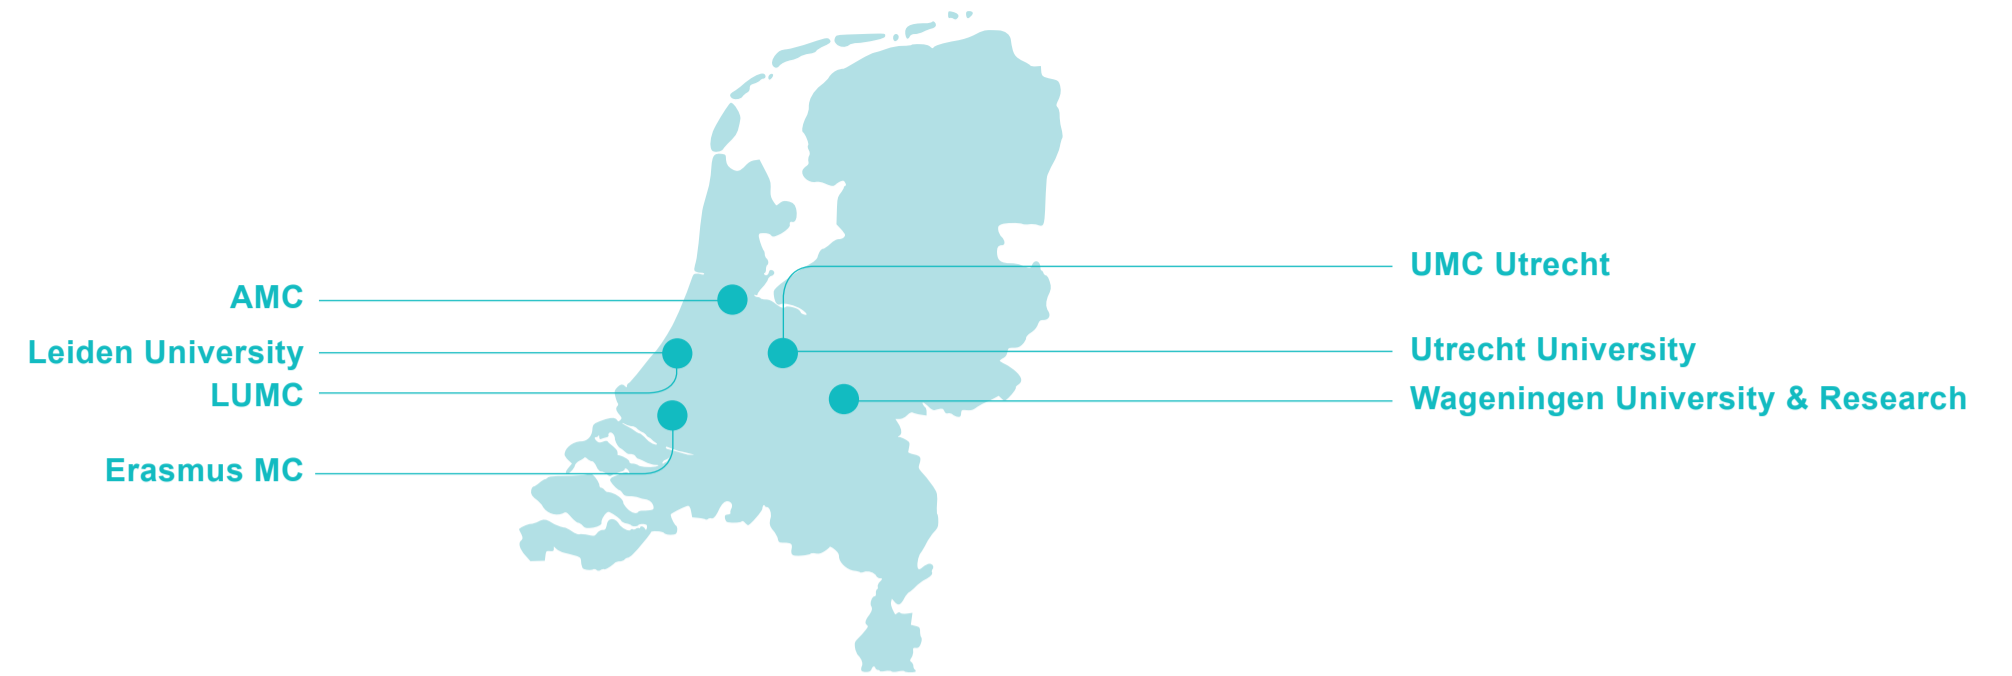 AMC
Leiden University
LUMC
Erasmus MC
UMC Utrecht
Utrecht University
Wageningen University & Research